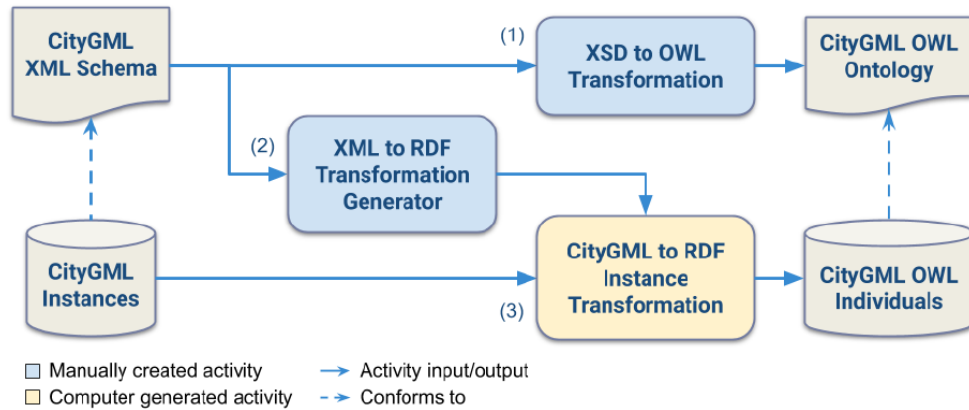 CityGML
XML Schema
(1)
XSD to OWL
Transformation
CityGML OWL
Ontology
(2)
XML to RDF
Transformation
Generator
CityGML
Instances
(3)
CityGML to RDF
Instance
Transformation
CityGML OWL
Individuals
Manually created activity
Activity input/output
Computer generated activity
Conforms to